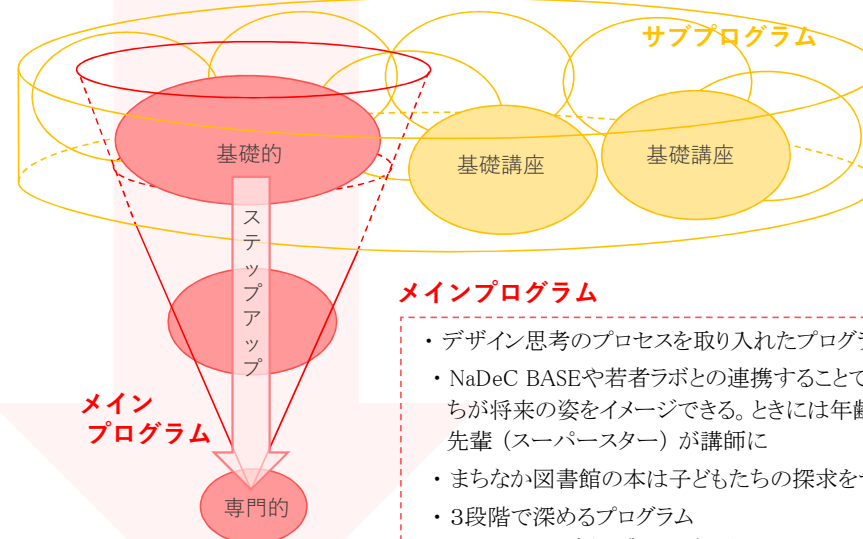 サブプログラム
基礎的
基礎講座
基礎講座
ステップアップ
メイン
プログラム
専門的
メインプログラム
・デザイン思考のプロセスを取り入れたプログラ
・NaDeC BASEや若者ラボとの連携することで
ちが将来の姿をイメージできる。ときには年齢
先輩（スーパースター）が講師に
・まちなか図書館の本は子どもたちの探求をサ
・3段階で深めるプログラム